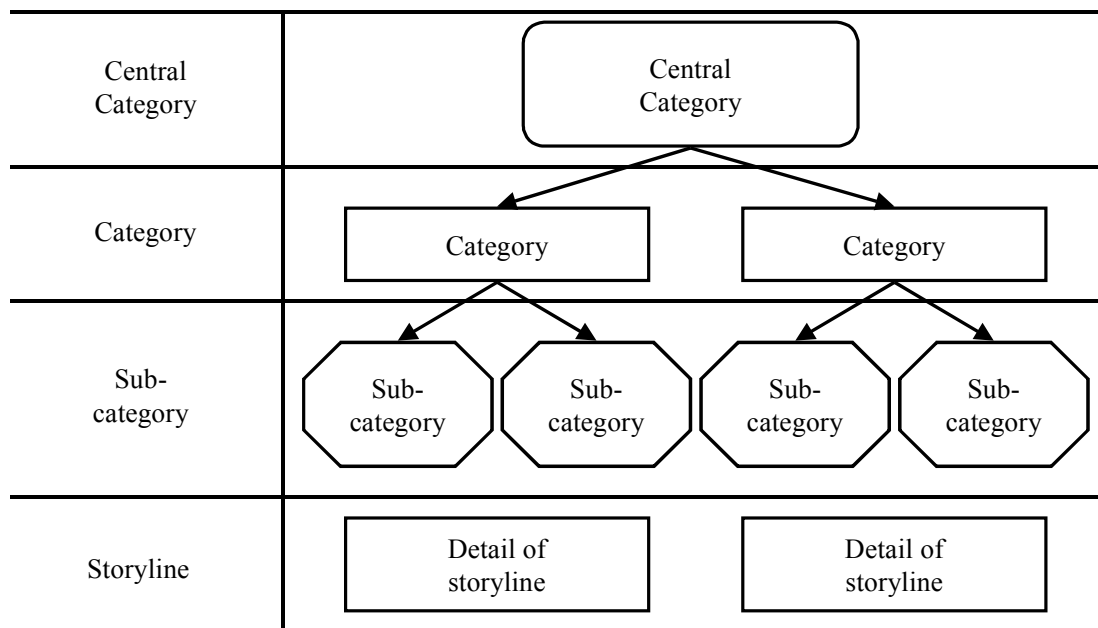 Central
Category
Central
Category
Category
Category
Category
Sub-
category
Sub-
category
Sub-
category
Sub-
category
Sub-
category
Storyline
Detail of
storyline
Detail of
storyline